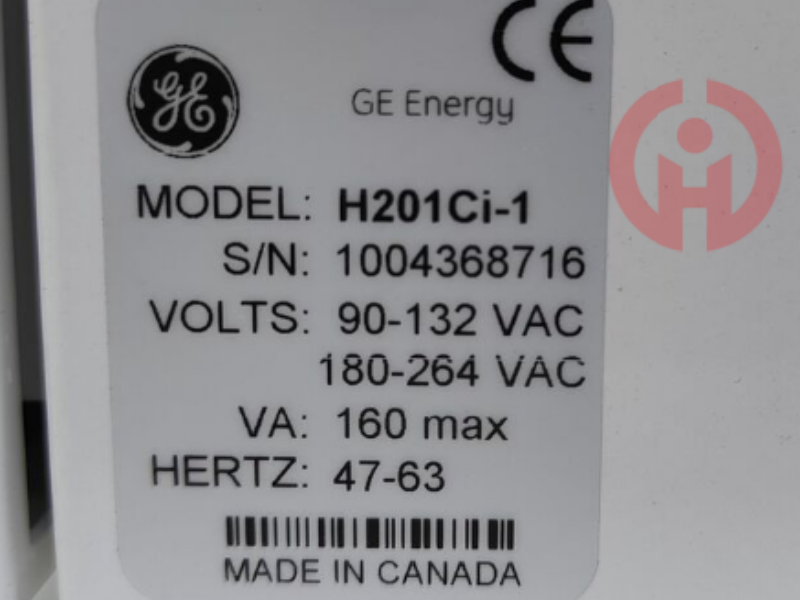 CE
GE
GE Energy
MODEL: H201Ci-1
S/N: 1004368716
VOLTS: 90-132 VAC
180-264 VAC
VA: 160 max
HERTZ: 47-63
MADE IN CANADA